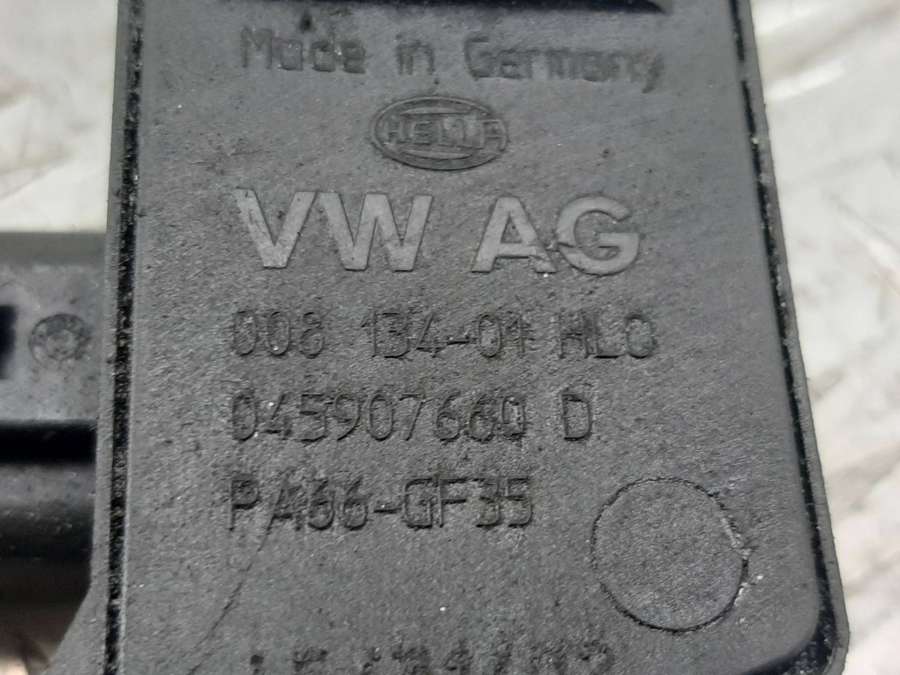 Made in Germany
HELLA
VW AG
008 134-01 HLO
045907660 D
PA66-GF35